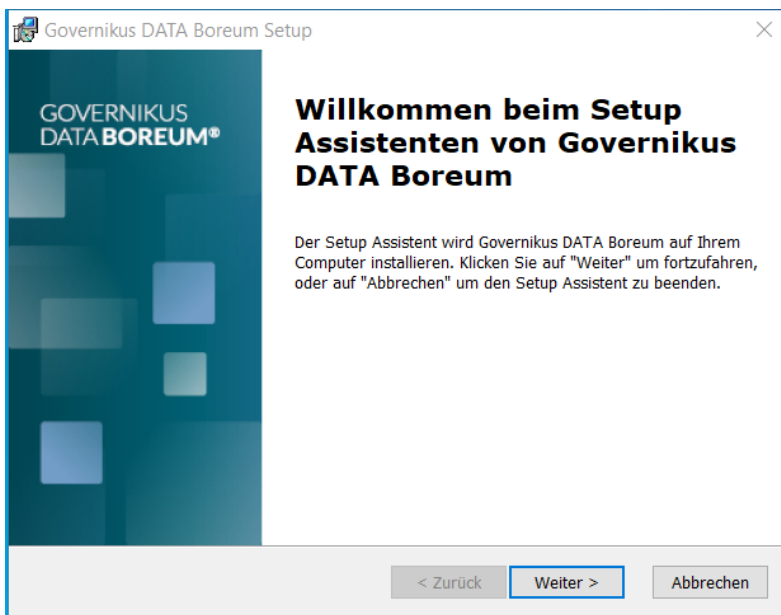 Governikus DATA Boreum Setup
GOVERNIKUS
DATA BOREUM®
Willkommen beim Setup
Assistenten von Governikus
DATA Boreum
Der Setup Assistent wird Governikus DATA Boreum auf Ihrem
Computer installieren. Klicken Sie auf "Weiter" um fortzufahren,
oder auf "Abbrechen" um den Setup Assistent zu beenden.
< Zurück Weiter > Abbrechen